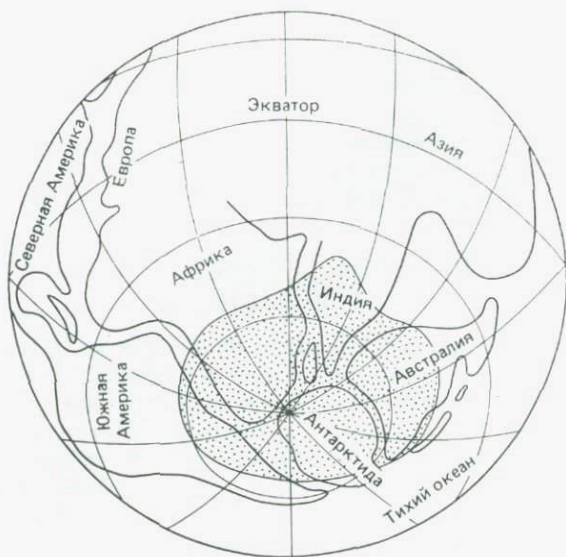 Экватор
Азия
Европа
Северная Америка
Африка
Индия
Австралия
Южная
Америка
Антарктида
Тихий океан